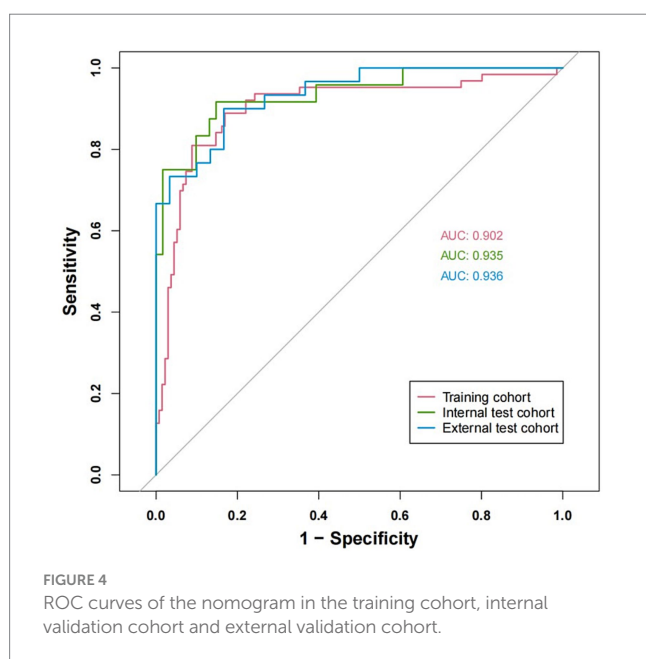 1.0
0.8
0.6
0.4
0.2
0.0
Sensitivity
AUC: 0.902
AUC: 0.935
AUC: 0.936
Training cohort
Internal test cohort
External test cohort
0.0 0.2 0.4 0.6 0.8 1.0
1 − Specificity
FIGURE 4
ROC curves of the nomogram in the training cohort, internal
validation cohort and external validation cohort.